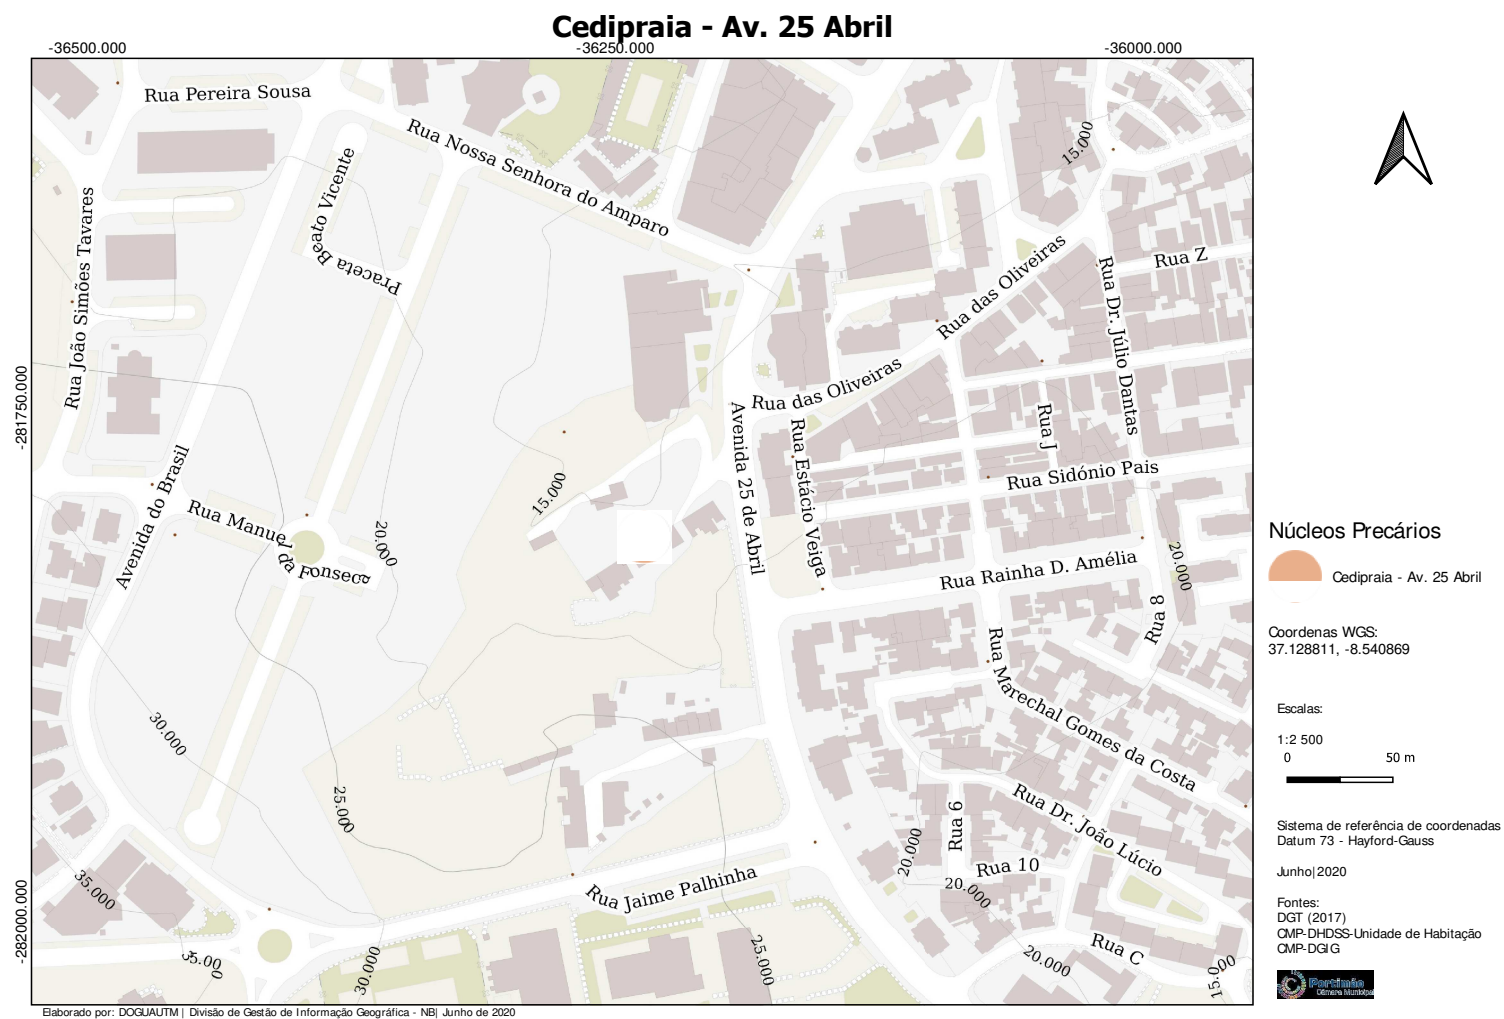 Cedipraia - Av. 25 Abril
-36500.000
-36250.000
-36000.000
-281750.000
-282000.000
Rua Pereira Sousa
Rua Nossa Senhora do Amparo
Praceta Beato Vicente
Rua João Simões Tavares
15.000
Rua das Oliveiras
Rua Z
Rua Dr. Júlio Dantas
Rua das Oliveiras
Rua J
Avenida 25 de Abril
Rua Estácio Veiga
Rua Sidónio Pais
Avenida do Brasil
15.000
Rua Manuel da Fonseca
20.000
Rua Rainha D. Amélia
20.000
Rua 8
Rua Marechal Gomes da Costa
30.000
25.000
Rua Dr. João Lúcio
Rua 6
20.000
Rua 10
20.000
35.000
Rua Jaime Palhinha
35.00
30.000
25.000
Rua C
20.000
Núcleos Precários
Cedipraia - Av. 25 Abril
Coordenas WGS:
37.128811, -8.540869
Escalas:
1:2 500
0 50 m
Sistema de referência de coordenadas
Datum 73 - Hayford-Gauss
Junho|2020
Fontes:
DGT (2017)
CMP-DHDSS-Unidade de Habitação
CMP-DGIG
Portimão
Câmara Municipal
Elaborado por: DOGUAUTM | Divisão de Gestão de Informação Geográfica - NB| Junho de 2020